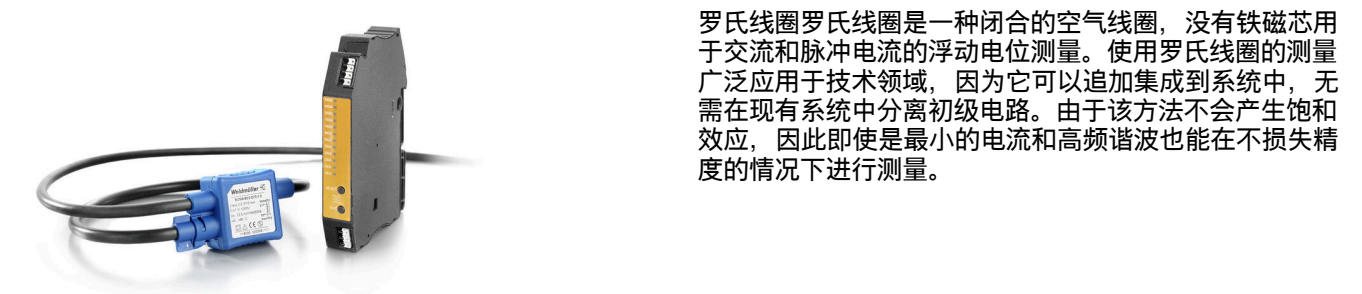 罗氏线圈罗氏线圈是一种闭合的空气线圈，没有铁磁芯用
于交流和脉冲电流的浮动电位测量。使用罗氏线圈的测量
广泛应用于技术领域，因为它可以追加集成到系统中，无
需在现有系统中分离初级电路。由于该方法不会产生饱和
效应，因此即使是最小的电流和高频谐波也能在不损失精
度的情况下进行测量。
Weidmüller